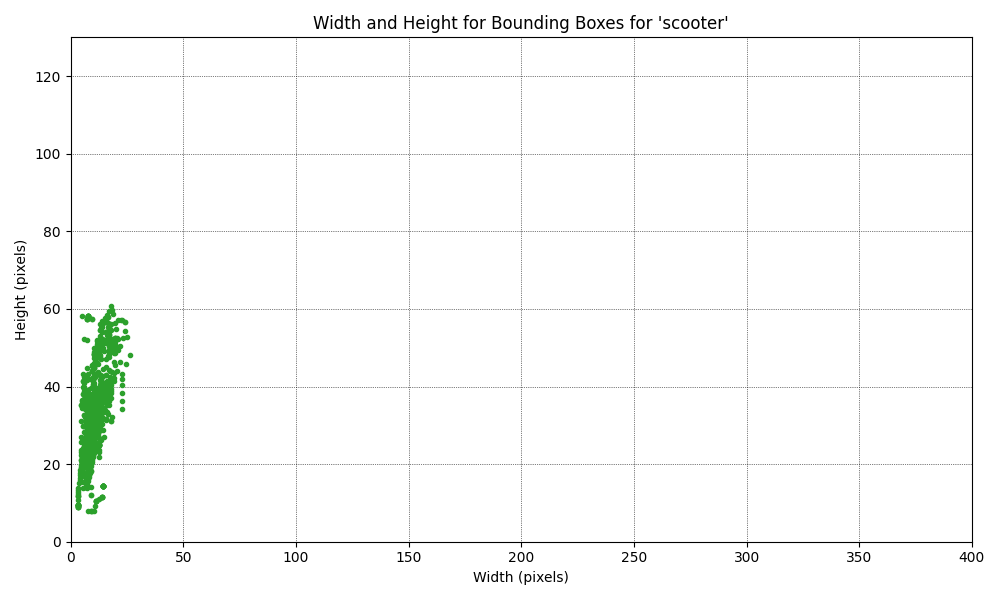 Width and Height for Bounding Boxes for 'scooter'
Height (pixels)
120
100
80
60
40
20
0
0 50 100 150 200 250 300 350 400
Width (pixels)